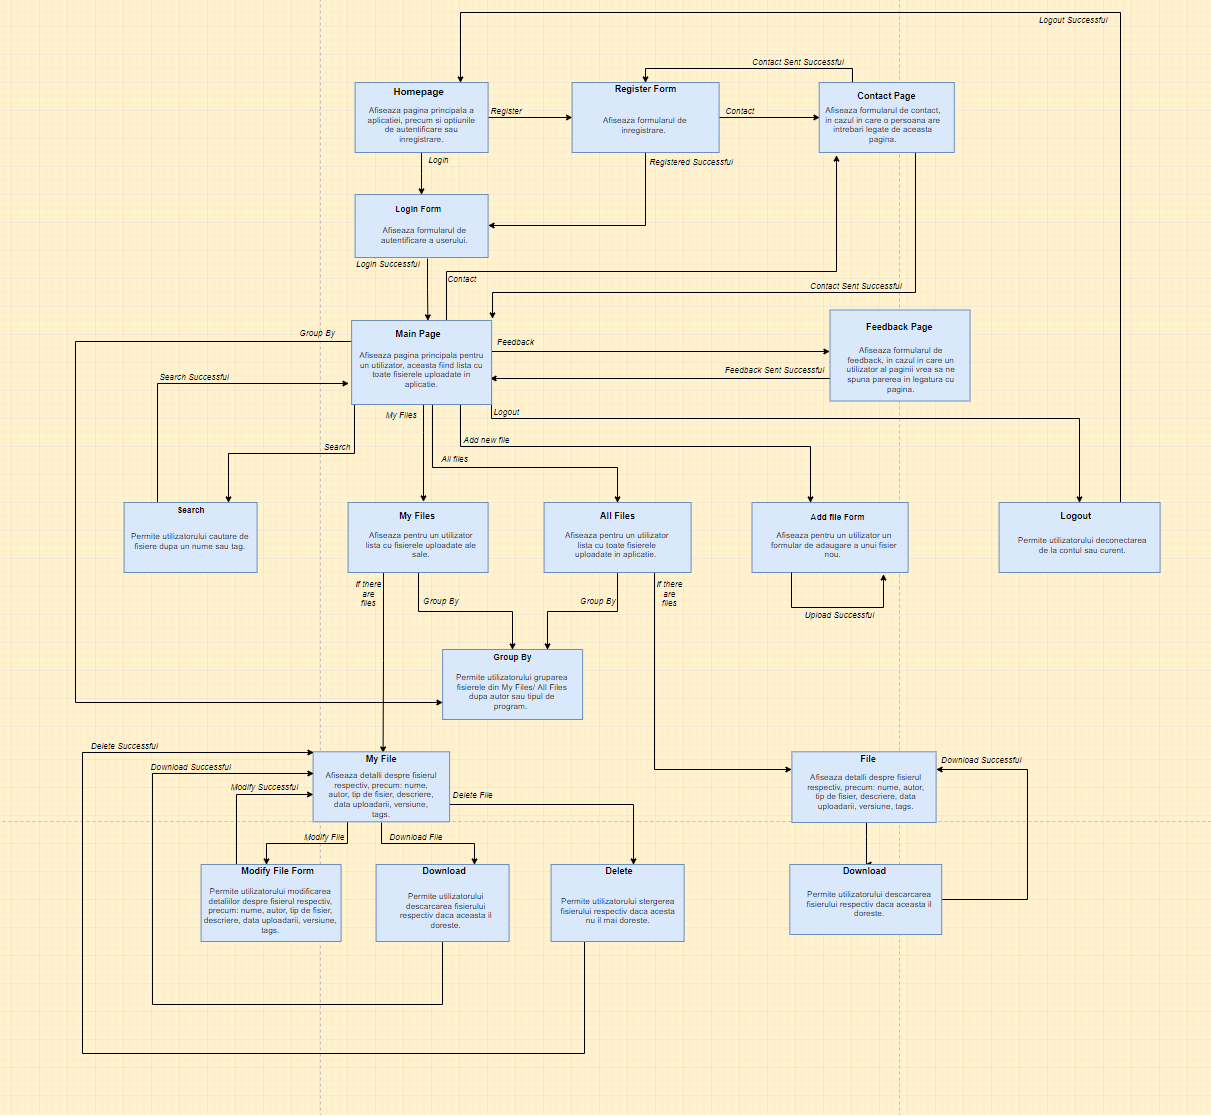 Logout Successful
Contact Sent Successful
Homepage
Afiseaza pagina principala a
aplicatiei, precum si optiunile
de autentificare sau
inregistrare.
Register
Register Form
Afiseaza formularul de
inregistrare.
Contact
Contact Page
Afiseaza formularul de contact,
in cazul in care o persoana are
intrebari legate de aceasta
pagina.
Login
Registered Successful
Login Form
Afiseaza formularul de
autentificare a userului.
Login Successful
Contact
Contact Sent Successful
Group By
Main Page
Afiseaza pagina principala pentru
un utilizator, aceasta fiind lista cu
toate fisierele uploadate in
aplicatie.
Feedback
Feedback Page
Afiseaza formularul de
feedback, in cazul in care un
utilizator al paginii vrea sa ne
spuna parerea in legatura cu
pagina.
Search Successful
Feedback Sent Successful
My Files
Logout
Search
Add new file
All files
Search
Permite utilizatorului cautare de
fisiere dupa un nume sau tag.
My Files
Afiseaza pentru un utilizator
lista cu fisierele uploadate ale
sale.
All Files
Afiseaza pentru un utilizator
lista cu toate fisierele
uploadate in aplicatie.
Add file Form
Afiseaza pentru un utilizator un
formular de adaugare a unui fisier
nou.
Logout
Permite utilizatorului deconectarea
de la contul sau curent.
If there
are
files
Group By
Group By
If there
are
files
Upload Successful
Group By
Permite utilizatorului gruparea
fisierele din My Files/ All Files
dupa autor sau tipul de
program.
Delete Successful
Download Successful
Modify Successful
My File
Afiseaza detalli despre fisierul
respectiv, precum: nume,
autor, tip de fisier, descriere,
data uploadarii, versiune,
tags.
Delete File
File
Afiseaza detalli despre fisierul
respectiv, precum: nume, autor,
tip de fisier, descriere, data
uploadarii, versiune, tags.
Download Successful
Modify File
Download File
Modify File Form
Permite utilizatorului modificarea
detaliilor despre fisierul respectiv,
precum: nume, autor, tip de fisier,
descriere, data uploadarii, versiune,
tags.
Download
Permite utilizatorului
descarcarea fisierului
respectiv daca aceasta il
doreste.
Delete
Permite utilizatorului stergerea
fisierului respectiv daca acesta
nu il mai doreste.
Download
Permite utilizatorului descarcarea
fisierului respectiv daca aceasta il
doreste.